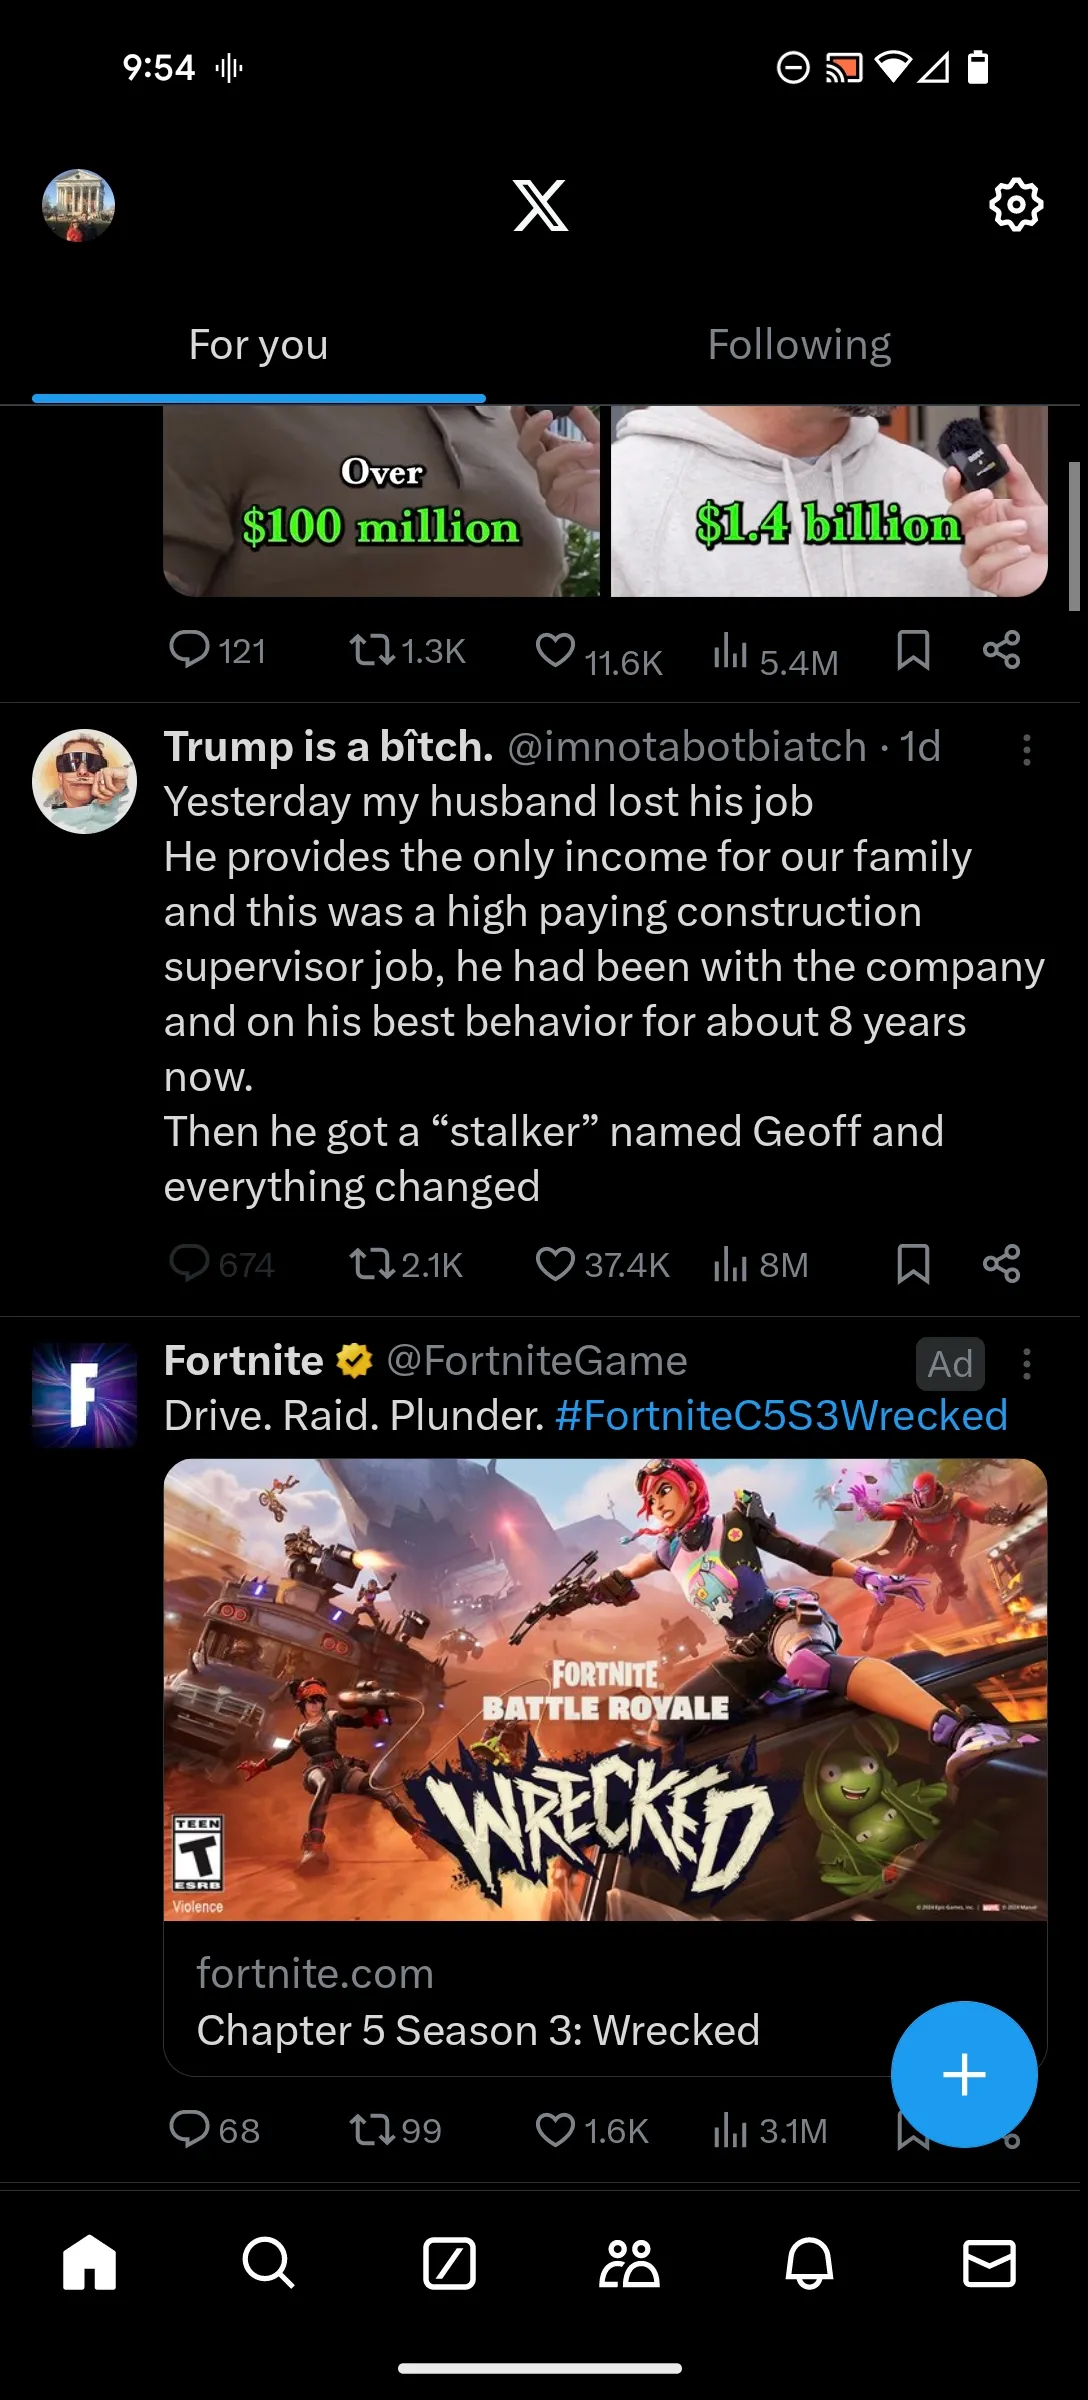 9:54
For you
Following
Over
$100 million
$1.4 billion
121
1.3K
11.6K
5.4M
Trump is a bîtch. @imnotabotbiatch · 1d
Yesterday my husband lost his job
He provides the only income for our family
and this was a high paying construction
supervisor job, he had been with the company
and on his best behavior for about 8 years
now.
Then he got a “stalker” named Geoff and
everything changed
674
2.1K
37.4K
8M
Fortnite @FortniteGame
Ad
Drive. Raid. Plunder. #FortniteC5S3Wrecked
FORTNITE
BATTLE ROYALE
WRECKED
TEEN
T
ESRB
Violence
fortnite.com
Chapter 5 Season 3: Wrecked
68
99
1.6K
3.1M